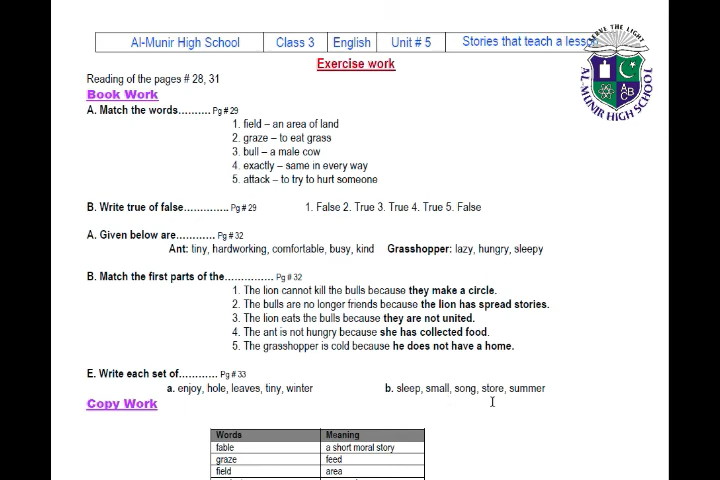 Al-Munir High School Class 3 English Unit # 5 Stories that teach a lesson
SERVE THE LIGHT
ABC
AL-MUNIR HIGH SCHOOL
Exercise work
Reading of the pages # 28, 31
Book Work
A. Match the words………. Pg # 29
1. field – an area of land
2. graze – to eat grass
3. bull – a male cow
4. exactly – same in every way
5. attack – to try to hurt someone
B. Write true of false………….. Pg # 29 1. False 2. True 3. True 4. True 5. False
A. Given below are………… Pg # 32
Ant: tiny, hardworking, comfortable, busy, kind Grasshopper: lazy, hungry, sleepy
B. Match the first parts of the…………… Pg # 32
1. The lion cannot kill the bulls because they make a circle.
2. The bulls are no longer friends because the lion has spread stories.
3. The lion eats the bulls because they are not united.
4. The ant is not hungry because she has collected food.
5. The grasshopper is cold because he does not have a home.
E. Write each set of………… Pg # 33
a. enjoy, hole, leaves, tiny, winter b. sleep, small, song, store, summer
Copy Work
Words Meaning
fable a short moral story
graze feed
field area